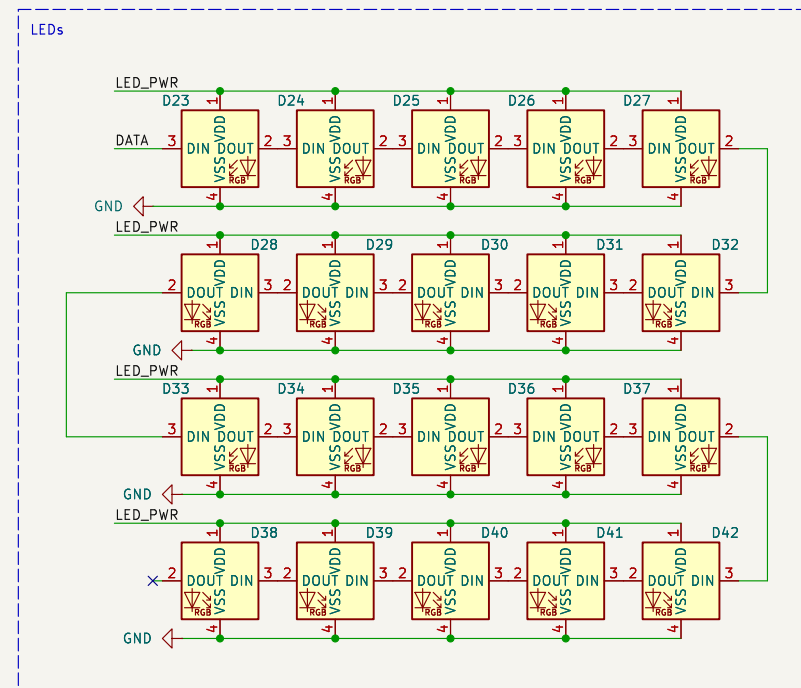 LEDs
LED_PWR
D23 D24 D25 D26 D27
1 1 1 1 1
DATA 3 DIN VDD DOUT VSS RGB 2 3 DIN VDD DOUT VSS RGB 2 3 DIN VDD DOUT VSS RGB 2 3 DIN VDD DOUT VSS RGB 2 3 DIN VDD DOUT VSS RGB 2
4 4 4 4 4
GND
LED_PWR
D28 D29 D30 D31 D32
1 1 1 1 1
2 DOUT VDD DIN VSS RGB 3 2 DOUT VDD DIN VSS RGB 3 2 DOUT VDD DIN VSS RGB 3 2 DOUT VDD DIN VSS RGB 3 2 DOUT VDD DIN VSS RGB 3
4 4 4 4 4
GND
LED_PWR
D33 D34 D35 D36 D37
1 1 1 1 1
3 DIN VDD DOUT VSS RGB 2 3 DIN VDD DOUT VSS RGB 2 3 DIN VDD DOUT VSS RGB 2 3 DIN VDD DOUT VSS RGB 2 3 DIN VDD DOUT VSS RGB 2
4 4 4 4 4
GND
LED_PWR
D38 D39 D40 D41 D42
1 1 1 1 1
2 DOUT VDD DIN VSS RGB 3 2 DOUT VDD DIN VSS RGB 3 2 DOUT VDD DIN VSS RGB 3 2 DOUT VDD DIN VSS RGB 3 2 DOUT VDD DIN VSS RGB 3
4 4 4 4 4
GND